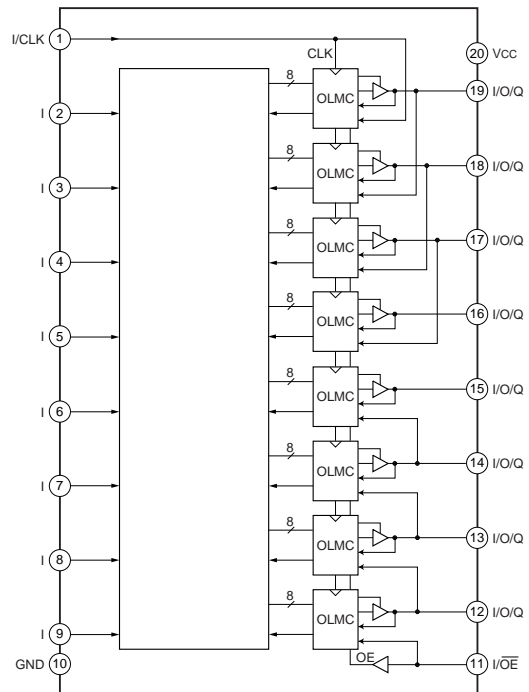 I/CLK 1
CLK
20 VCC
8
OLMC
19 I/O/Q
I 2
8
OLMC
18 I/O/Q
I 3
8
OLMC
17 I/O/Q
I 4
8
OLMC
16 I/O/Q
I 5
8
OLMC
15 I/O/Q
I 6
8
OLMC
14 I/O/Q
I 7
8
OLMC
13 I/O/Q
I 8
8
OLMC
12 I/O/Q
I 9
OE
11 I/O̅E̅
GND 10